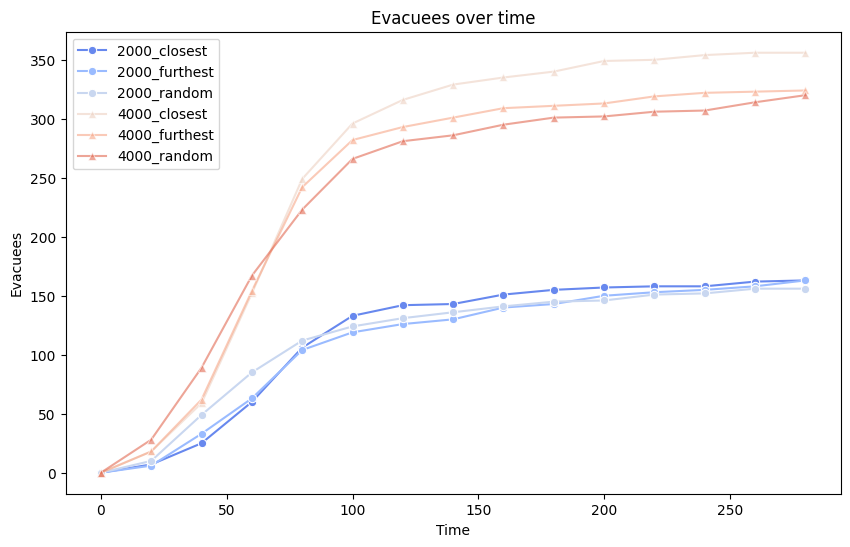 Evacuees over time
2000_closest
2000_furthest
2000_random
4000_closest
4000_furthest
4000_random
350
300
250
200
150
100
50
0
Evacuees
0 50 100 150 200 250
Time